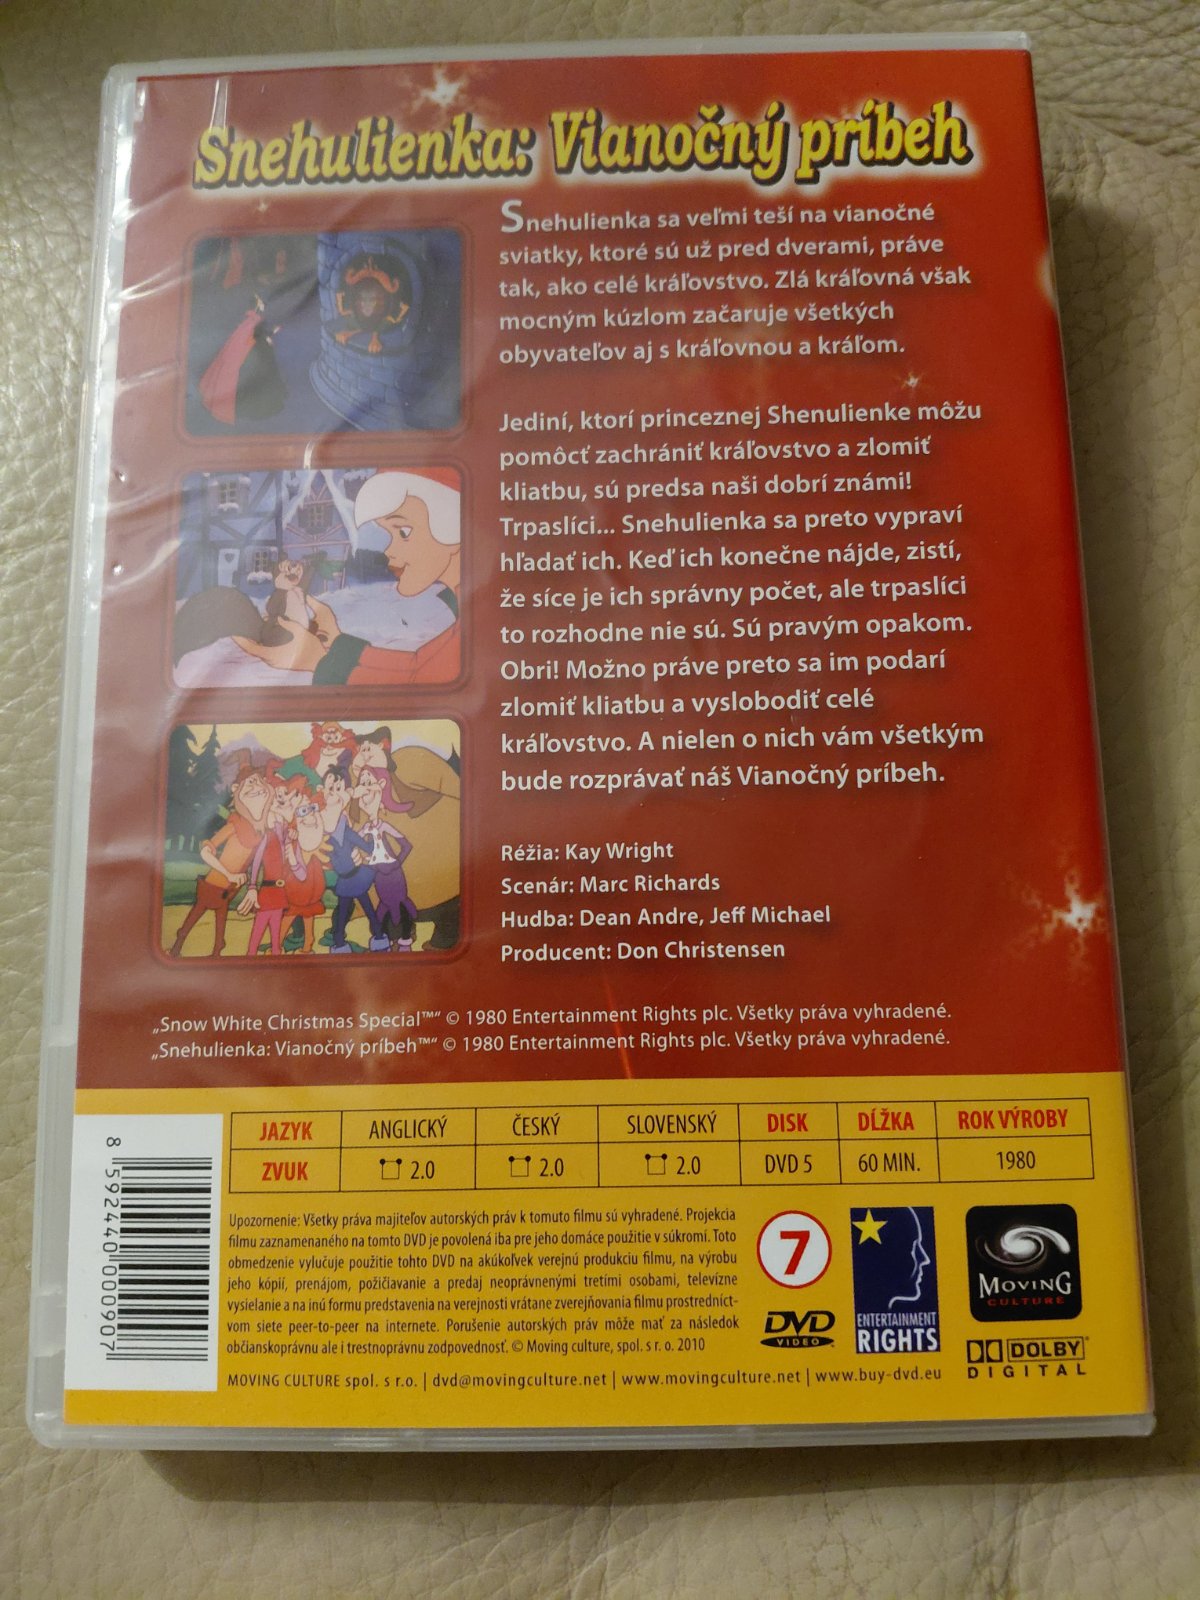 Snehulienka: Vianočný príbeh
Snehulienka sa veľmi teší na vianočné
sviatky, ktoré sú už pred dverami, práve
tak, ako celé kráľovstvo. Zlá kráľovná však
mocným kúzlom začaruje všetkých
obyvateľov aj s kráľovnou a kráľom.
Jediní, ktorí princeznej Shenulienke môžu
pomôcť zachrániť kráľovstvo a zlomiť
kliatbu, sú predsa naši dobrí známi!
Trpaslíci... Snehulienka sa preto vypraví
hľadať ich. Keď ich konečne nájde, zistí,
že síce je ich správny počet, ale trpaslíci
to rozhodne nie sú. Sú pravým opakom.
Obri! Možno práve preto sa im podarí
zlomiť kliatbu a vyslobodiť celé
kráľovstvo. A nielen o nich vám všetkým
bude rozprávať náš Vianočný príbeh.
Réžia: Kay Wright
Scenár: Marc Richards
Hudba: Dean Andre, Jeff Michael
Producent: Don Christensen
„Snow White Christmas Special™“ © 1980 Entertainment Rights plc. Všetky práva vyhradené.
„Snehulienka: Vianočný príbeh™“ © 1980 Entertainment Rights plc. Všetky práva vyhradené.
JAZYK ANGLICKÝ ČESKÝ SLOVENSKÝ DISK DĹŽKA ROK VÝROBY
ZVUK 2.0 2.0 2.0 DVD 5 60 MIN. 1980
8 592440 000907
Upozornenie: Všetky práva majiteľov autorských práv k tomuto filmu sú vyhradené. Projekcia
filmu zaznamenaného na tomto DVD je povolená iba pre jeho domáce použitie v súkromí. Toto
obmedzenie vylučuje použitie tohto DVD na akúkoľvek verejnú produkciu filmu, na výrobu
jeho kópií, prenájom, požičiavanie a predaj neoprávnenými tretími osobami, televízne
vysielanie a na inú formu predstavenia na verejnosti vrátane zverejňovania filmu prostredníct-
vom siete peer-to-peer na internete. Porušenie autorských práv môže mať za následok
občianskoprávnu ale i trestnoprávnu zodpovednosť. © Moving culture, spol. s r. o. 2010
MOVING CULTURE spol. s r.o. | dvd@movingculture.net | www.movingculture.net | www.buy-dvd.eu
7
DVD
VIDEO
ENTERTAINMENT
RIGHTS
MOVING
CULTURE
DOLBY
DIGITAL